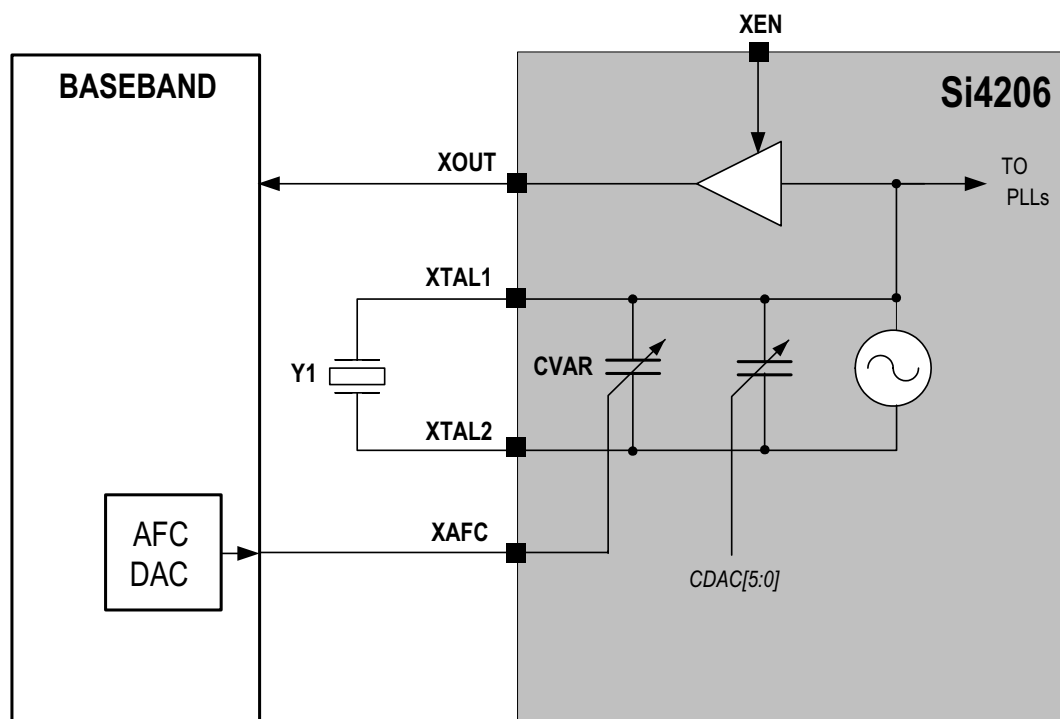 XEN
BASEBAND
Si4206
XOUT
TO
PLLs
XTAL1
Y1
CVAR
XTAL2
AFC
DAC
XAFC
CDAC[5:0]